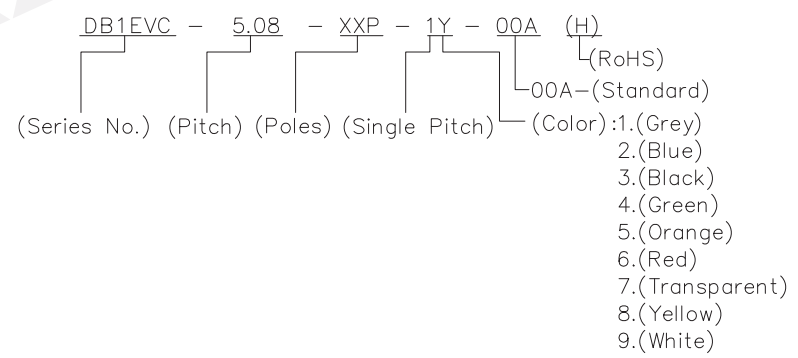 DB1EVC - 5.08 - XXP - 1Y - 00A (H)
(RoHS)
00A-(Standard)
(Series No.) (Pitch) (Poles) (Single Pitch) (Color):1.(Grey)
2.(Blue)
3.(Black)
4.(Green)
5.(Orange)
6.(Red)
7.(Transparent)
8.(Yellow)
9.(White)